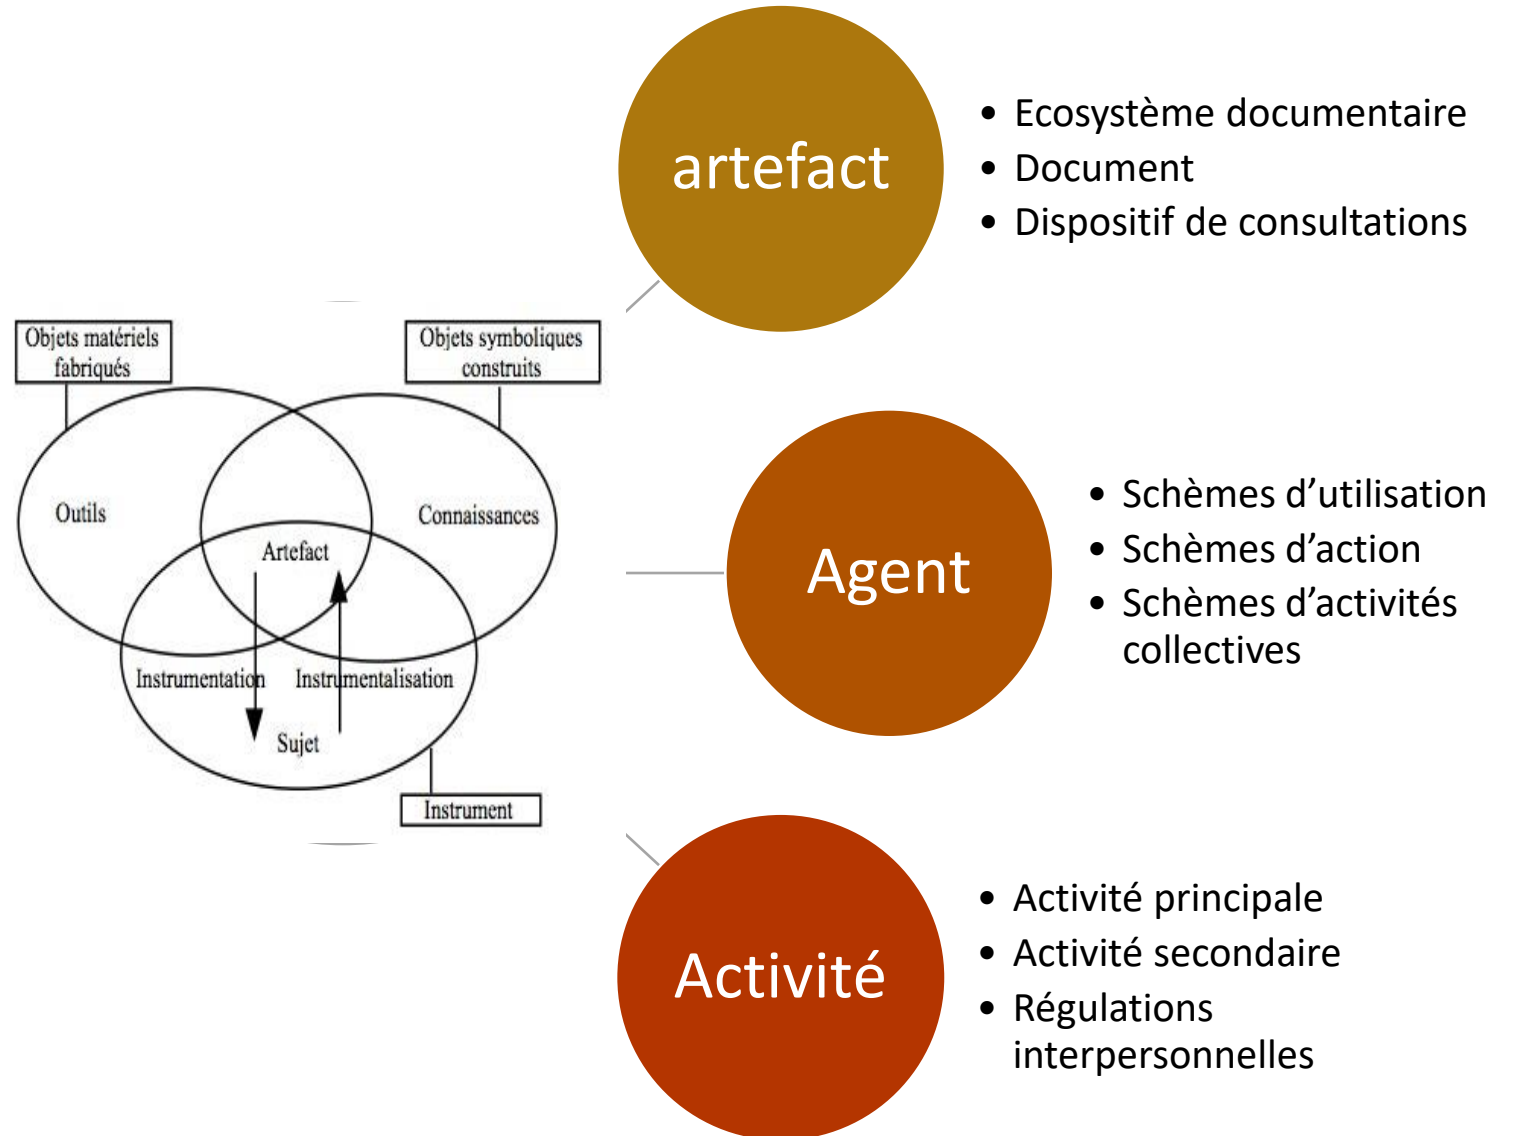 artefact
• Ecosystème documentaire
• Document
• Dispositif de consultations
Objets matériels
fabriqués
Objets symboliques
construits
Outils
Connaissances
Artefact
Instrumentation
Instrumentalisation
Sujet
Instrument
Agent
• Schèmes d’utilisation
• Schèmes d’action
• Schèmes d’activités
collectives
Activité
• Activité principale
• Activité secondaire
• Régulations
interpersonnelles